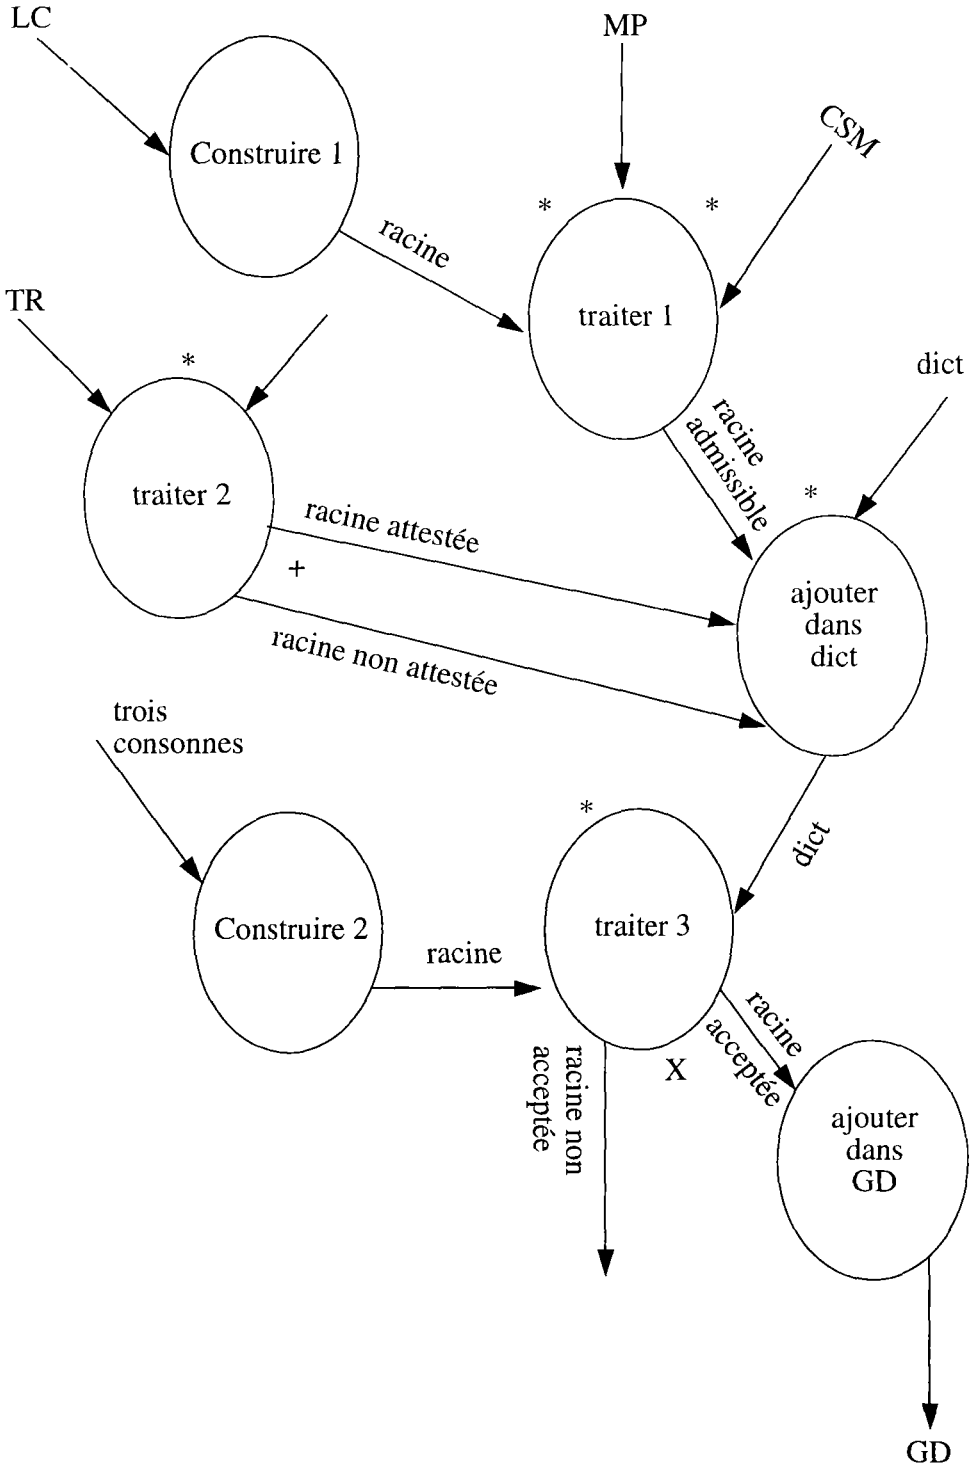 LC
MP
CSM
Construire 1
*
*
racine
TR
traiter 1
*
dict
racine
admissible
traiter 2
*
racine attestée
+
ajouter
dans
dict
racine non attestée
trois
consonnes
*
dict
Construire 2
traiter 3
racine
racine
acceptée
racine non
acceptée
X
ajouter
dans
GD
GD